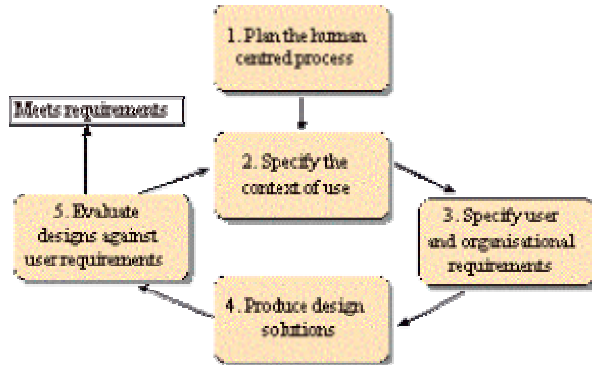 1. Plan the human
centred process
Meets requirements
2. Specify the
context of use
3. Specify user
and organisational
requirements
4. Produce design
solutions
5. Evaluate
designs against
user requirements